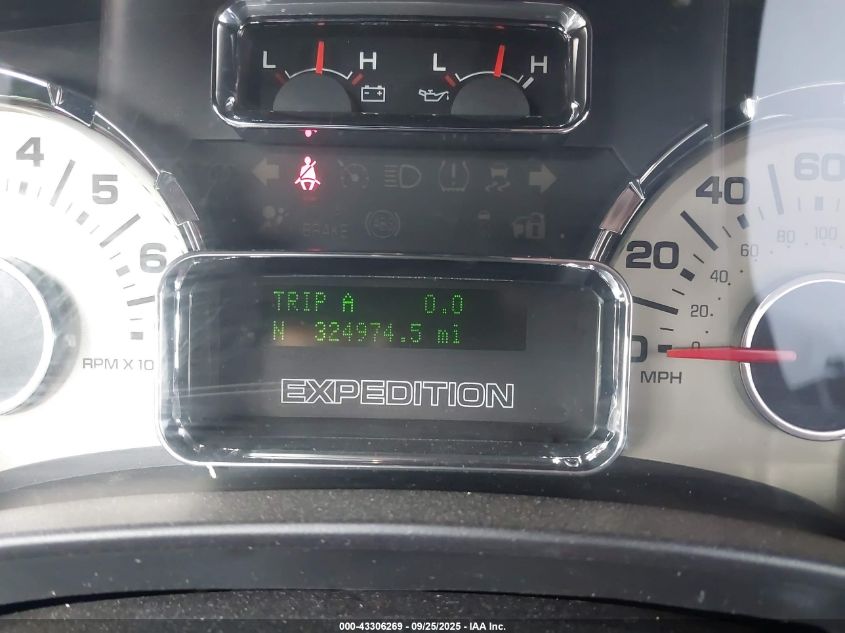 L H L H
4
5
6
RPM X 10
BRAKE
TRIP A 0.0
N 324974.5 mi
EXPEDITION
20
40
60
0
20
40
60
80
100
MPH
000-43306269 - 09/25/2025 - IAA Inc.